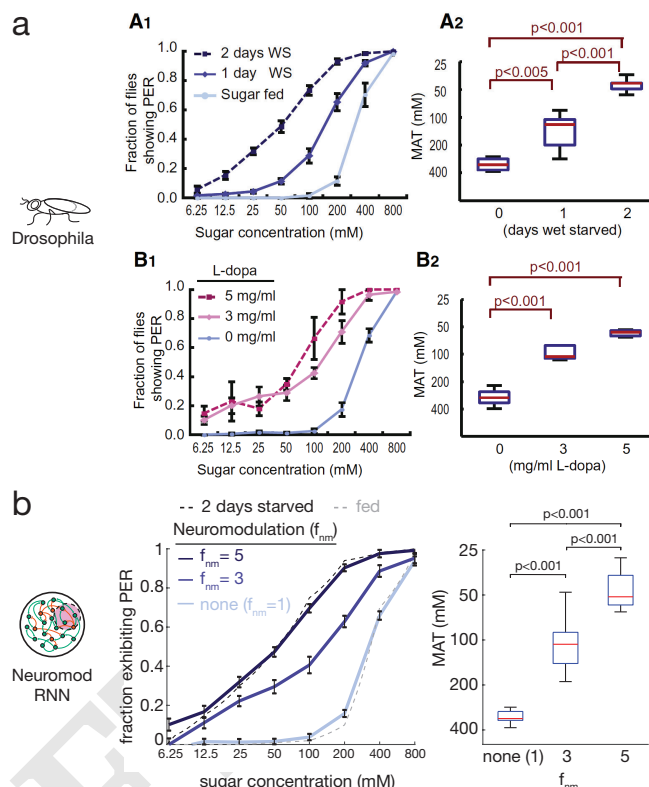 a
Drosophila
A1
2 days WS
1 day WS
Sugar fed
Fraction of flies
showing PER
1.0
0.8
0.6
0.4
0.2
0.0
6.25 12.5 25 50 100 200 400 800
Sugar concentration (mM)
A2
p<0.001
p<0.001
p<0.005
MAT (mM)
25
50
100
200
400
0 1 2
(days wet starved)
B1
L-dopa
5 mg/ml
3 mg/ml
0 mg/ml
Fraction of flies
showing PER
1.0
0.8
0.6
0.4
0.2
0.0
6.25 12.5 25 50 100 200 400 800
Sugar concentration (mM)
B2
p<0.001
p<0.001
MAT (mM)
25
50
100
200
400
0 3 5
(mg/ml L-dopa)
b
Neuromod
RNN
2 days starved fed
Neuromodulation (fnm)
fnm = 5
fnm = 3
none (fnm=1)
fraction exhibiting PER
1
0.8
0.6
0.4
0.2
0
6.25 12.5 25 50 100 200 400 800
sugar concentration (mM)
p<0.001
p<0.001
p<0.001
MAT (mM)
25
50
100
200
400
none (1) 3 5
fnm